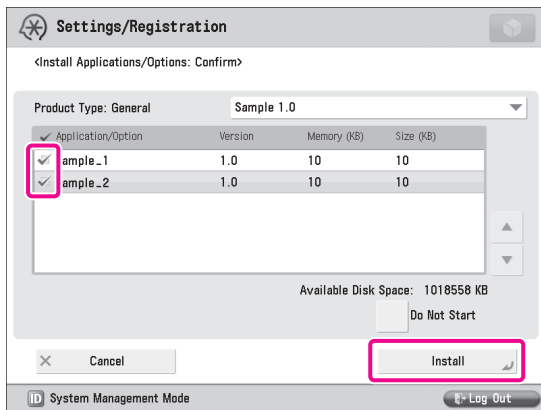 Settings/Registration
<Install Applications/Options: Confirm>
Product Type: General Sample 1.0
Application/Option Version Memory (KB) Size (KB)
ample_1 1.0 10 10
ample_2 1.0 10 10
Available Disk Space: 1018558 KB
Do Not Start
Cancel Install
ID System Management Mode Log Out